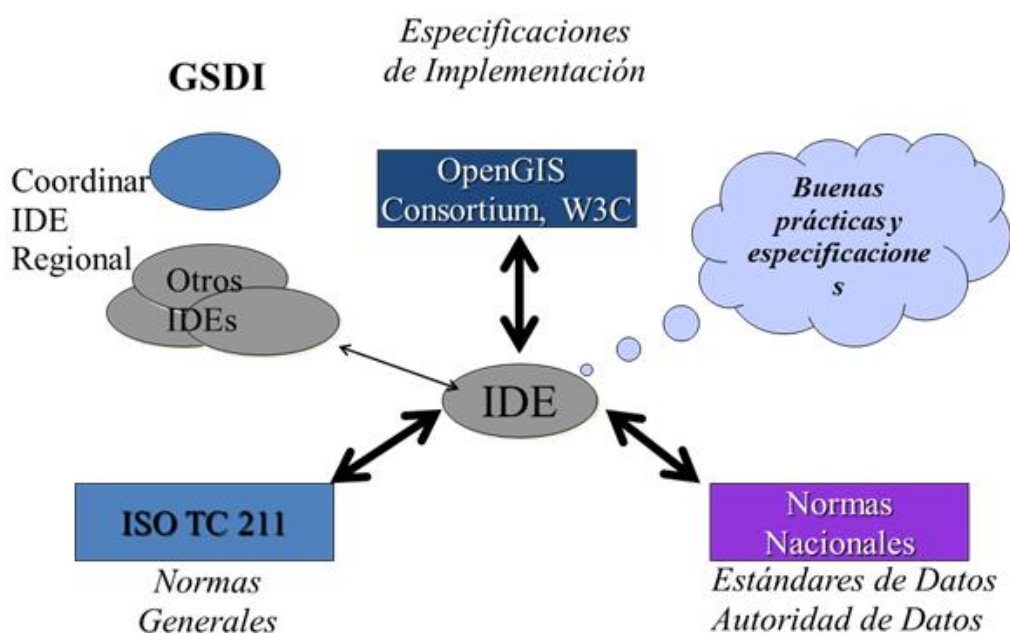 Especificaciones
de Implementación
GSDI
OpenGIS
Consortium, W3C
Coordinar
IDE
Regional
Buenas
prácticas y
especificacione
s
Otros
IDEs
IDE
ISO TC 211
Normas
Generales
Normas
Nacionales
Estándares de Datos
Autoridad de Datos